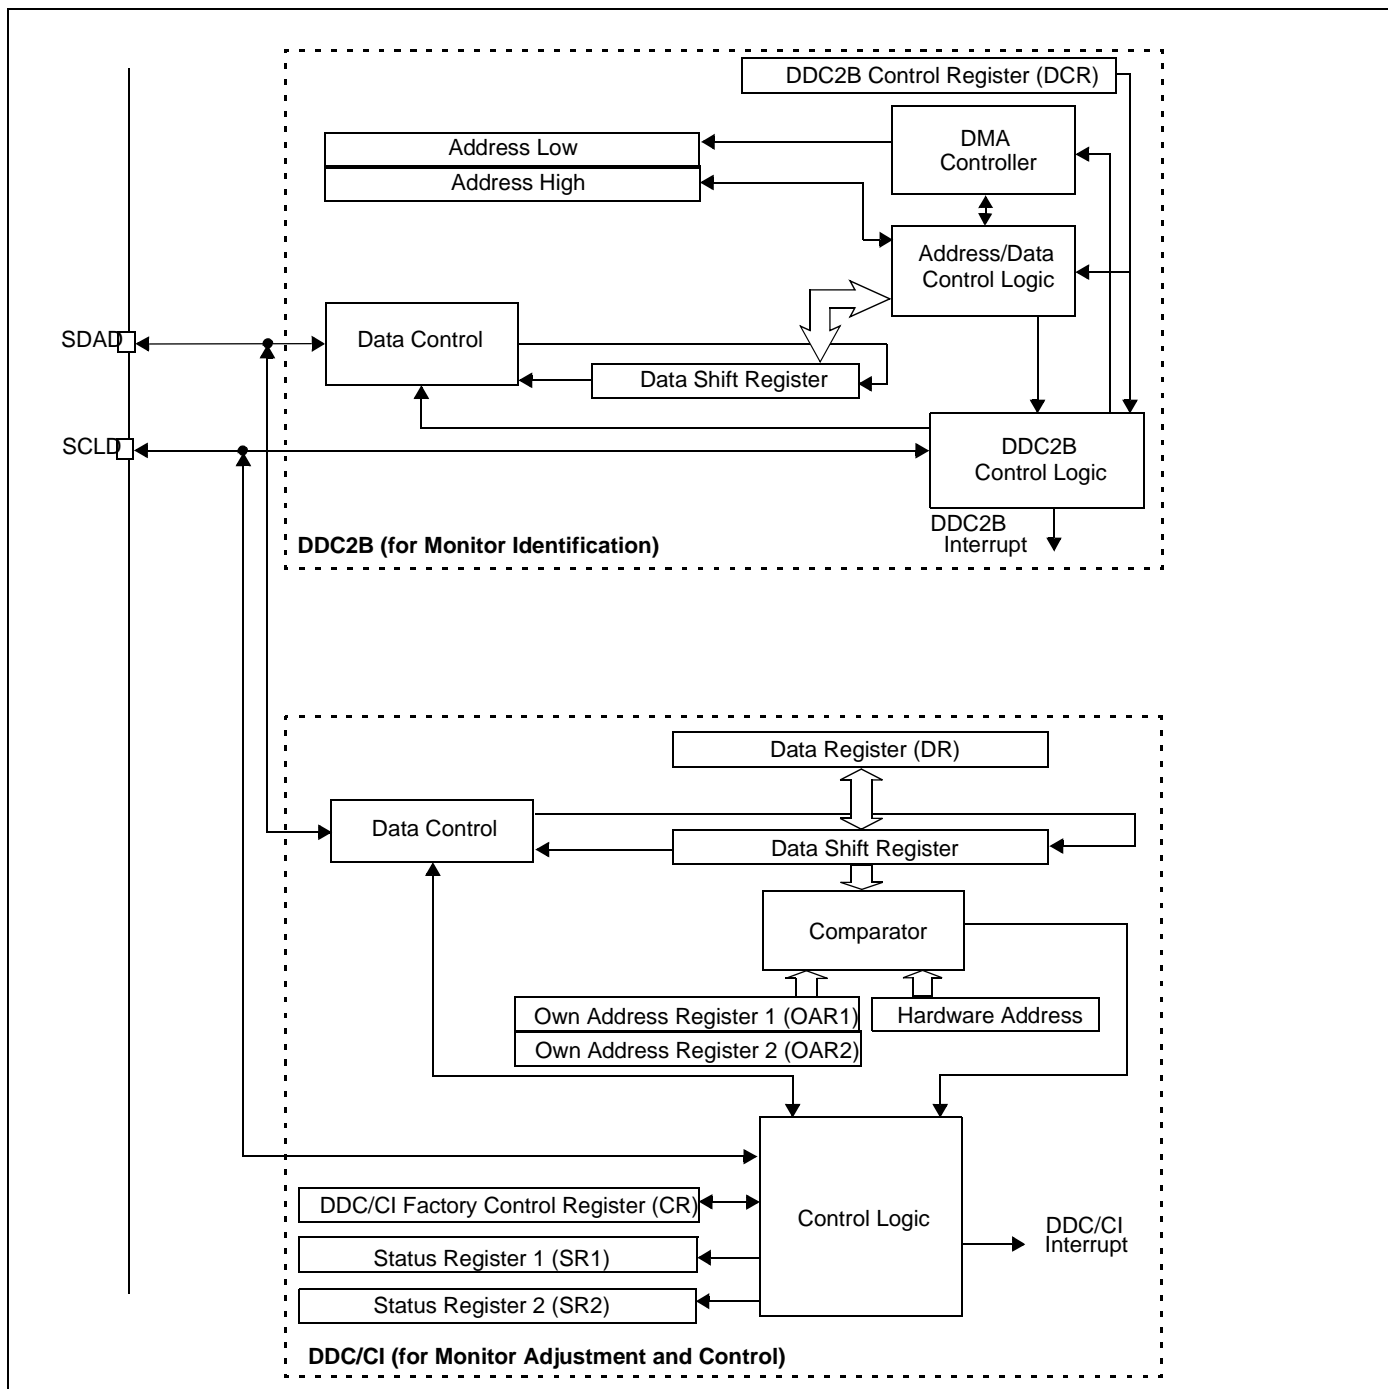 DDC2B Control Register (DCR)
DMA
Controller
Address Low
Address High
Address/Data
Control Logic
SDAD
Data Control
Data Shift Register
SCLD
DDC2B
Control Logic
DDC2B
Interrupt
DDC2B (for Monitor Identification)
Data Register (DR)
Data Control
Data Shift Register
Comparator
Own Address Register 1 (OAR1)
Hardware Address
Own Address Register 2 (OAR2)
DDC/CI Factory Control Register (CR)
Control Logic
DDC/CI
Interrupt
Status Register 1 (SR1)
Status Register 2 (SR2)
DDC/CI (for Monitor Adjustment and Control)